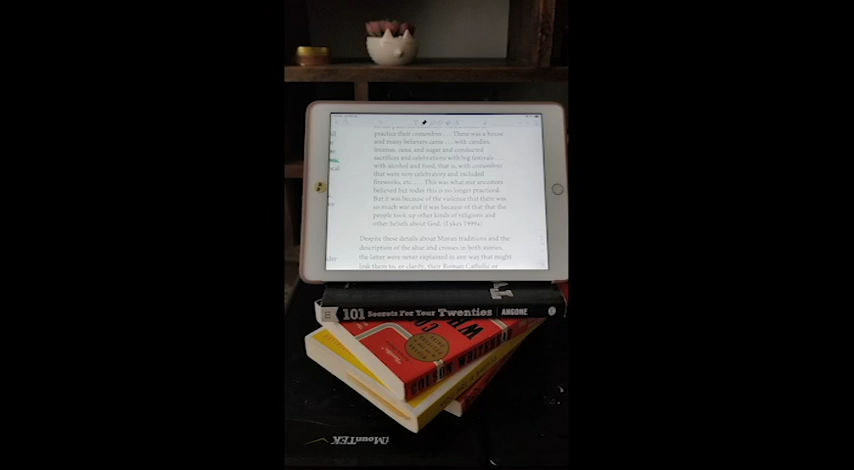 practice their costumbres . . . There was a house
and many believers came . . . with candles,
incense, cuxa, and sugar and conducted
sacrifices and celebrations with big festivals . . .
with alcohol and food, that is, with costumbres
that were very celebratory and included
fireworks, etc. . . . This was what our ancestors
believed but today this is no longer practiced.
But it was because of the violence that there was
so much war and it was because of that that the
people took up other kinds of religions and
other beliefs about God. (Lykes 1999a)
Despite these details about Mayan traditions and the
description of the altar and crosses in both stories,
the latter were never explained in any way that might
link them to, or clarify, their Roman Catholic or
101 Secrets For Your Twenties ANGONE
COLSON WHITEHEAD
MounTEK